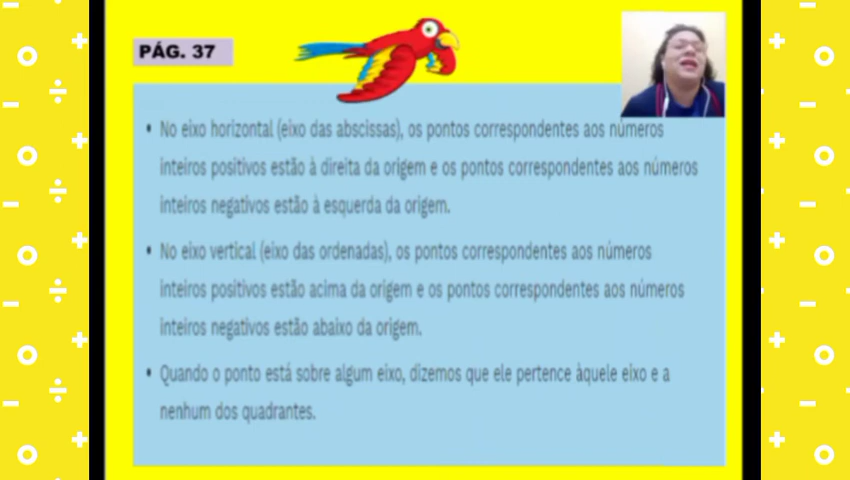 PÁG. 37
• No eixo horizontal (eixo das abscissas), os pontos correspondentes aos números
inteiros positivos estão à direita da origem e os pontos correspondentes aos números
inteiros negativos estão à esquerda da origem.
• No eixo vertical (eixo das ordenadas), os pontos correspondentes aos números
inteiros positivos estão acima da origem e os pontos correspondentes aos números
inteiros negativos estão abaixo da origem.
• Quando o ponto está sobre algum eixo, dizemos que ele pertence àquele eixo e a
nenhum dos quadrantes.